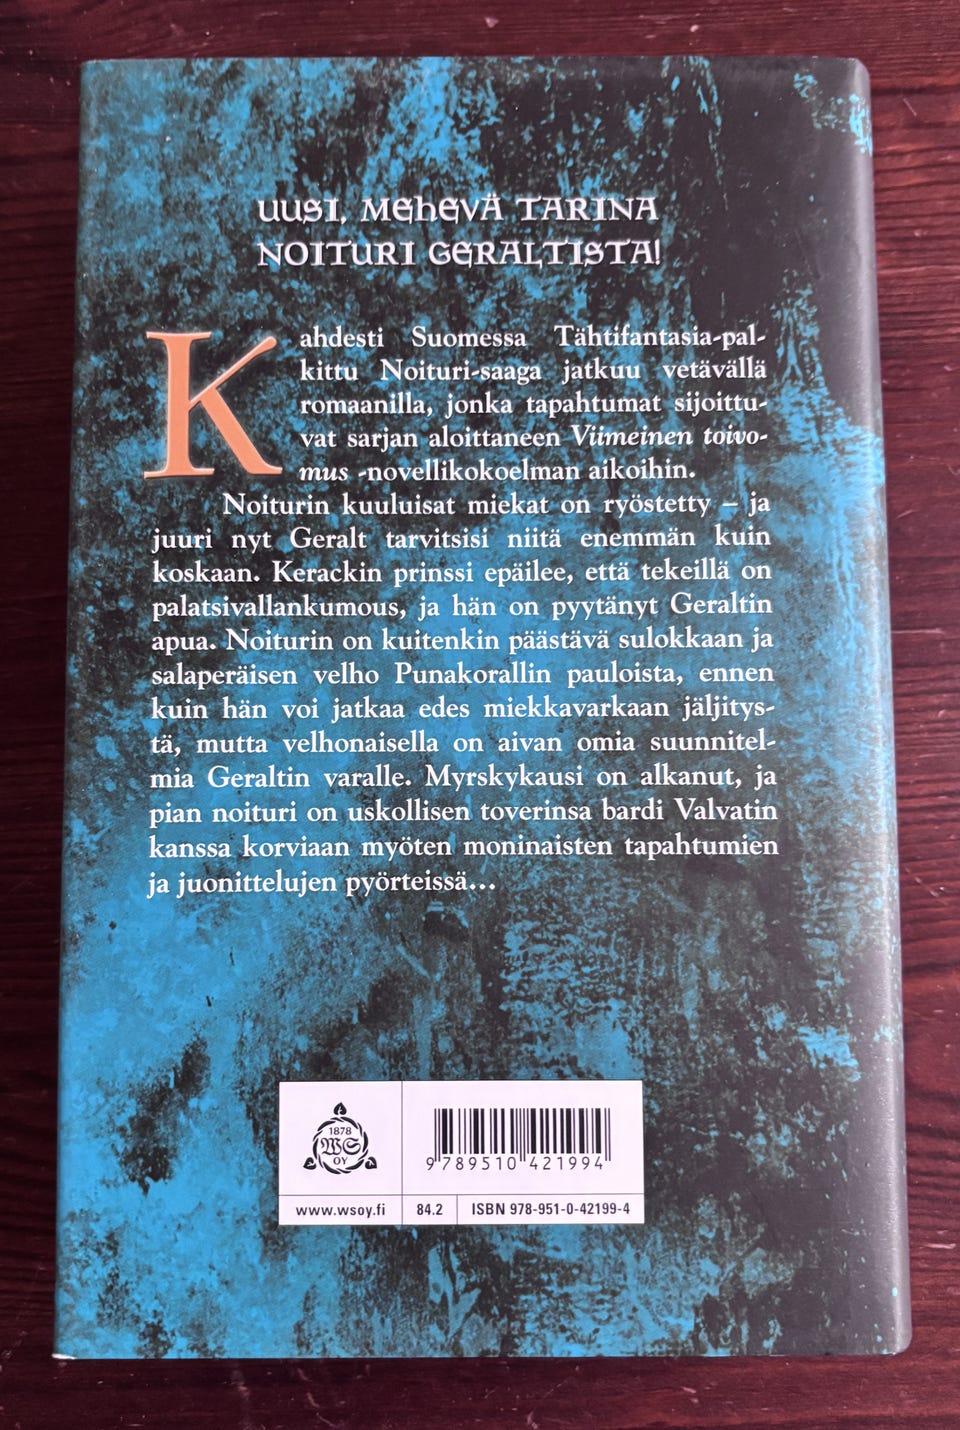 UUSI, MEHEVÄ TARINA
NOITURI GERALTISTA!
Kahdesti Suomessa Tähtifantasia-pal-
kittu Noituri-saaga jatkuu vetävällä
romaanilla, jonka tapahtumat sijoittu-
vat sarjan aloittaneen Viimeinen toivo-
mus -novellikokoelman aikoihin.
Noiturin kuuluisat miekat on ryöstetty – ja
juuri nyt Geralt tarvitsisi niitä enemmän kuin
koskaan. Kerackin prinssi epäilee, että tekeillä on
palatsivallankumous, ja hän on pyytänyt Geraltin
apua. Noiturin on kuitenkin päästävä sulokkaan ja
salaperäisen velho Punakorallin pauloista, ennen
kuin hän voi jatkaa edes miekkavarkaan jäljitys-
tä, mutta velhonaisella on aivan omia suunnitel-
mia Geraltin varalle. Myrskykausi on alkanut, ja
pian noituri on uskollisen toverinsa bardi Valvatin
kanssa korviaan myöten moninaisten tapahtumien
ja juonittelujen pyörteissä...
1878
WS
OY
9 789510 421994
www.wsoy.fi
84.2
ISBN 978-951-0-42199-4